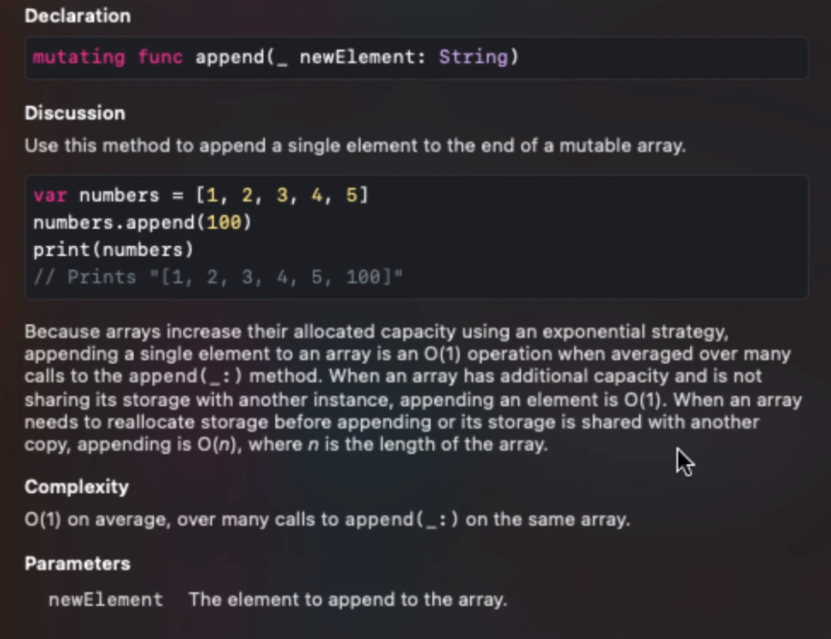 Declaration
mutating func append(_ newElement: String)
Discussion
Use this method to append a single element to the end of a mutable array.
var numbers = [1, 2, 3, 4, 5]
numbers.append(100)
print(numbers)
// Prints "[1, 2, 3, 4, 5, 100]"
Because arrays increase their allocated capacity using an exponential strategy,
appending a single element to an array is an O(1) operation when averaged over many
calls to the append(_:) method. When an array has additional capacity and is not
sharing its storage with another instance, appending an element is O(1). When an array
needs to reallocate storage before appending or its storage is shared with another
copy, appending is O(n), where n is the length of the array.
Complexity
O(1) on average, over many calls to append(_:) on the same array.
Parameters
newElement The element to append to the array.